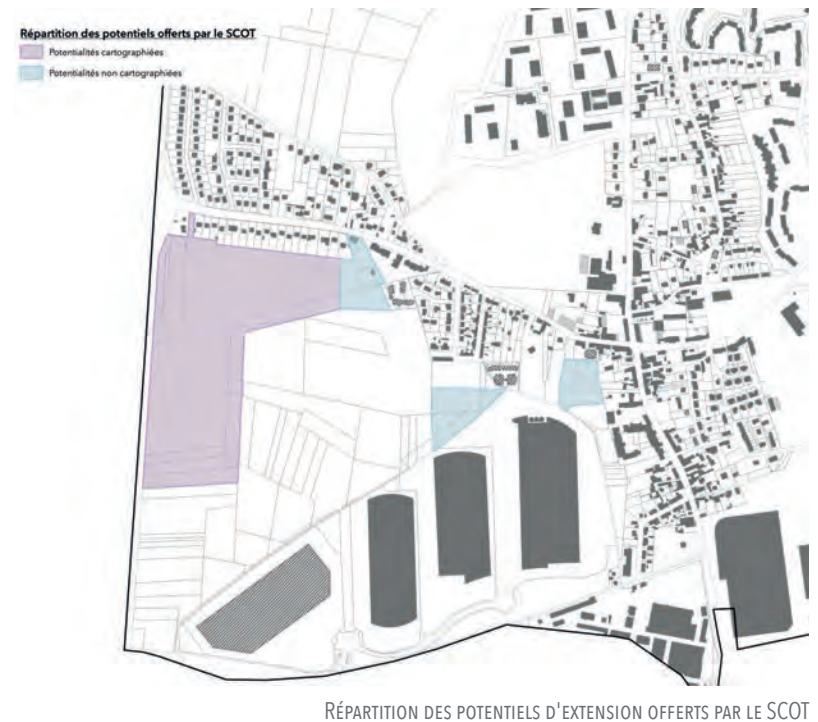 Répartition des potentiels offerts par le SCOT
Potentialités cartographiées
Potentialités non cartographiées
RÉPARTITION DES POTENTIELS D'EXTENSION OFFERTS PAR LE SCOT